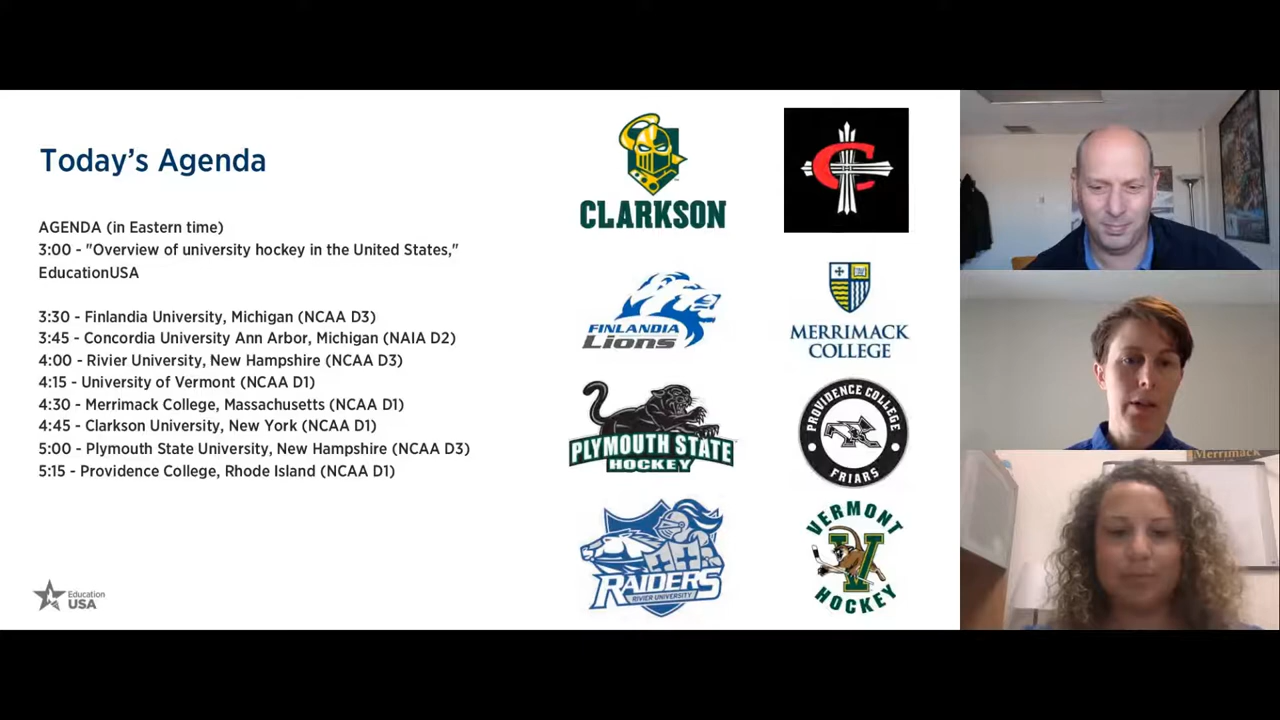 Today's Agenda
AGENDA (in Eastern time)
3:00 - "Overview of university hockey in the United States,"
EducationUSA
3:30 - Finlandia University, Michigan (NCAA D3)
3:45 - Concordia University Ann Arbor, Michigan (NAIA D2)
4:00 - Rivier University, New Hampshire (NCAA D3)
4:15 - University of Vermont (NCAA D1)
4:30 - Merrimack College, Massachusetts (NCAA D1)
4:45 - Clarkson University, New York (NCAA D1)
5:00 - Plymouth State University, New Hampshire (NCAA D3)
5:15 - Providence College, Rhode Island (NCAA D1)
Education
USA
CLARKSON
C
FINLANDIA
Lions
MERRIMACK
COLLEGE
PLYMOUTH STATE
HOCKEY
PROVIDENCE COLLEGE
FRIARS
RAIDERS
RIVIER UNIVERSITY
VERMONT
V
HOCKEY
Merrimack